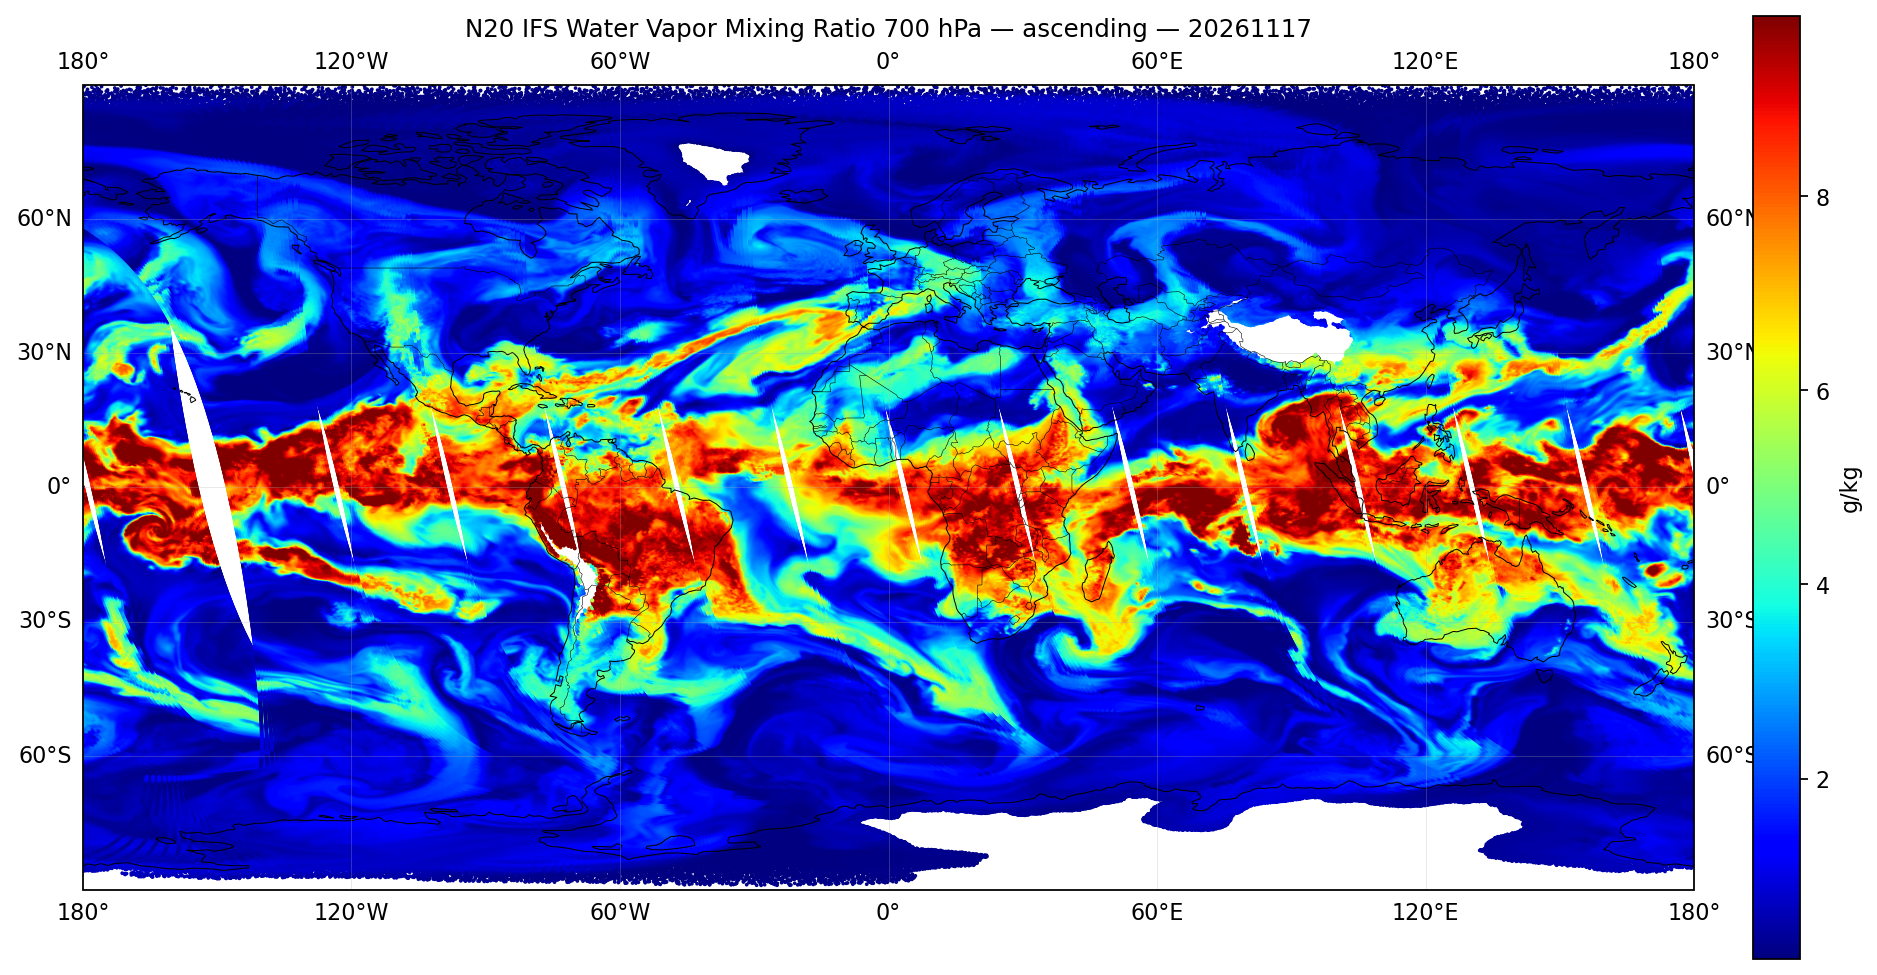 N20 IFS Water Vapor Mixing Ratio 700 hPa — ascending — 20261117
180° 120°W 60°W 0° 60°E 120°E 180°
60°N 60°N
30°N 30°N
0° 0°
30°S 30°S
60°S 60°S
180° 120°W 60°W 0° 60°E 120°E 180°
8
6
4
2
g/kg